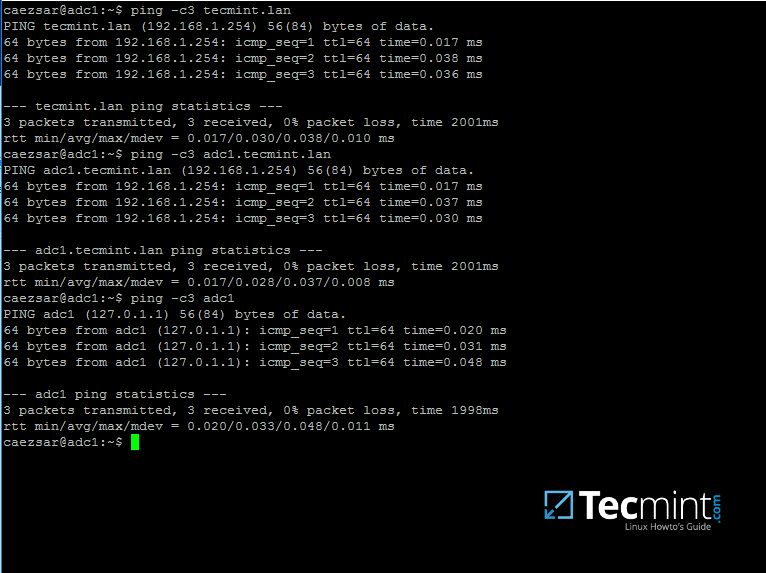 caezsar@adc1:~$ ping -c3 tecmint.lan
PING tecmint.lan (192.168.1.254) 56(84) bytes of data.
64 bytes from 192.168.1.254: icmp_seq=1 ttl=64 time=0.017 ms
64 bytes from 192.168.1.254: icmp_seq=2 ttl=64 time=0.038 ms
64 bytes from 192.168.1.254: icmp_seq=3 ttl=64 time=0.036 ms

--- tecmint.lan ping statistics ---
3 packets transmitted, 3 received, 0% packet loss, time 2001ms
rtt min/avg/max/mdev = 0.017/0.030/0.038/0.010 ms
caezsar@adc1:~$ ping -c3 adc1.tecmint.lan
PING adc1.tecmint.lan (192.168.1.254) 56(84) bytes of data.
64 bytes from 192.168.1.254: icmp_seq=1 ttl=64 time=0.017 ms
64 bytes from 192.168.1.254: icmp_seq=2 ttl=64 time=0.037 ms
64 bytes from 192.168.1.254: icmp_seq=3 ttl=64 time=0.030 ms

--- adc1.tecmint.lan ping statistics ---
3 packets transmitted, 3 received, 0% packet loss, time 2001ms
rtt min/avg/max/mdev = 0.017/0.028/0.037/0.008 ms
caezsar@adc1:~$ ping -c3 adc1
PING adc1 (127.0.1.1) 56(84) bytes of data.
64 bytes from adc1 (127.0.1.1): icmp_seq=1 ttl=64 time=0.020 ms
64 bytes from adc1 (127.0.1.1): icmp_seq=2 ttl=64 time=0.031 ms
64 bytes from adc1 (127.0.1.1): icmp_seq=3 ttl=64 time=0.048 ms

--- adc1 ping statistics ---
3 packets transmitted, 3 received, 0% packet loss, time 1998ms
rtt min/avg/max/mdev = 0.020/0.033/0.048/0.011 ms
caezsar@adc1:~$
Tecmint.com
Linux Howto's Guide